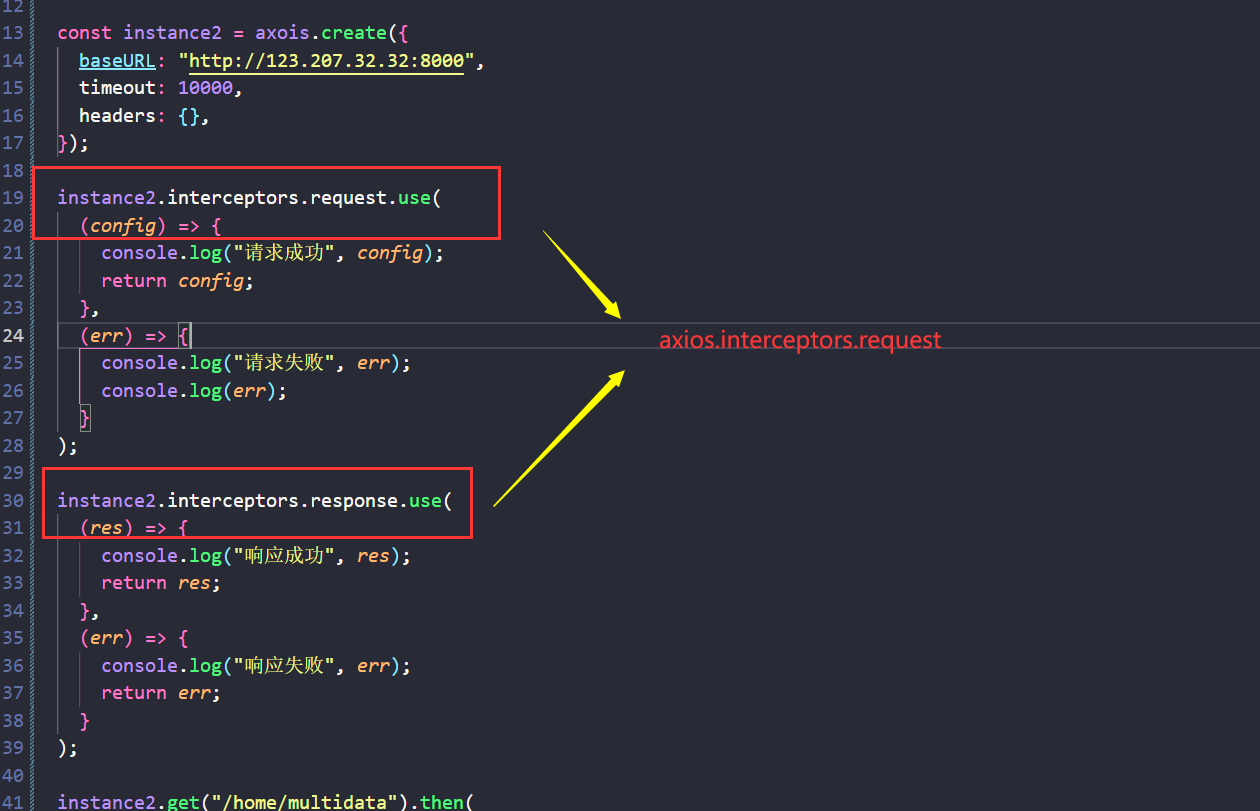 12
13 const instance2 = axois.create({
14 baseURL: "http://123.207.32.32:8000",
15 timeout: 10000,
16 headers: {},
17 });
18
19 instance2.interceptors.request.use(
20 (config) => {
21 console.log("请求成功", config);
22 return config;
23 },
24 (err) => {
axios.interceptors.request
25 console.log("请求失败", err);
26 console.log(err);
27 }
28 );
29
30 instance2.interceptors.response.use(
31 (res) => {
32 console.log("响应成功", res);
33 return res;
34 },
35 (err) => {
36 console.log("响应失败", err);
37 return err;
38 }
39 );
40
41 instance2.get("/home/multidata").then(